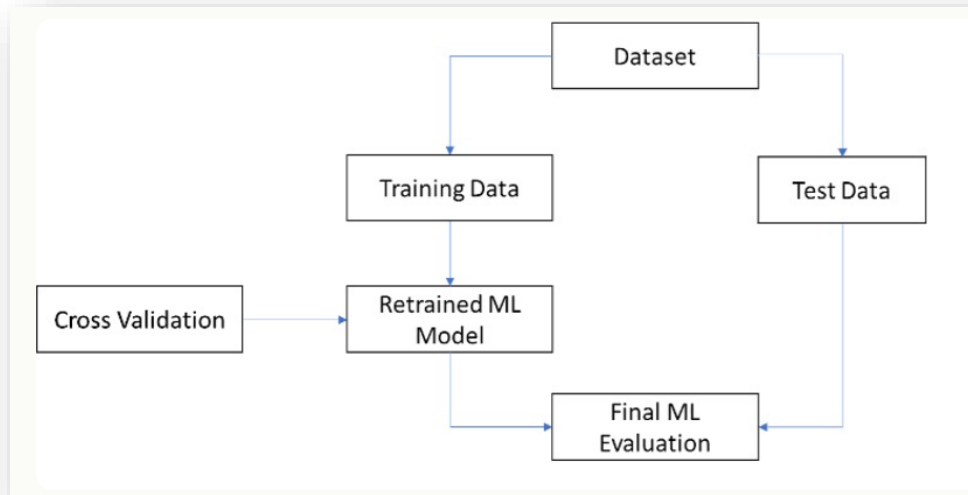 Dataset
Training Data
Test Data
Cross Validation
Retrained ML
Model
Final ML
Evaluation